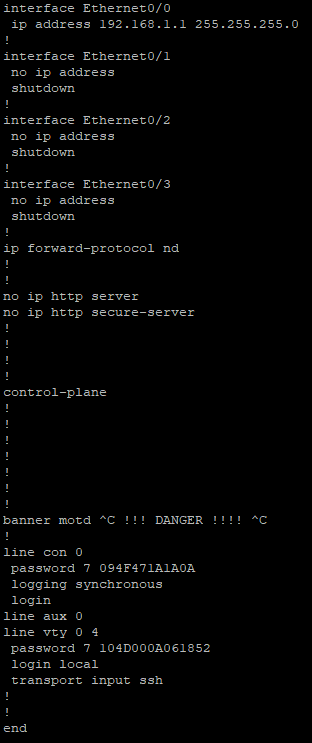 interface Ethernet0/0
 ip address 192.168.1.1 255.255.255.0
!
interface Ethernet0/1
 no ip address
 shutdown
!
interface Ethernet0/2
 no ip address
 shutdown
!
interface Ethernet0/3
 no ip address
 shutdown
!
ip forward-protocol nd
!
!
no ip http server
no ip http secure-server
!
!
!
!
control-plane
!
!
!
!
!
!
!
banner motd ^C !!! DANGER !!!! ^C
!
line con 0
 password 7 094F471A1A0A
 logging synchronous
 login
line aux 0
line vty 0 4
 password 7 104D000A061852
 login local
 transport input ssh
!
!
end